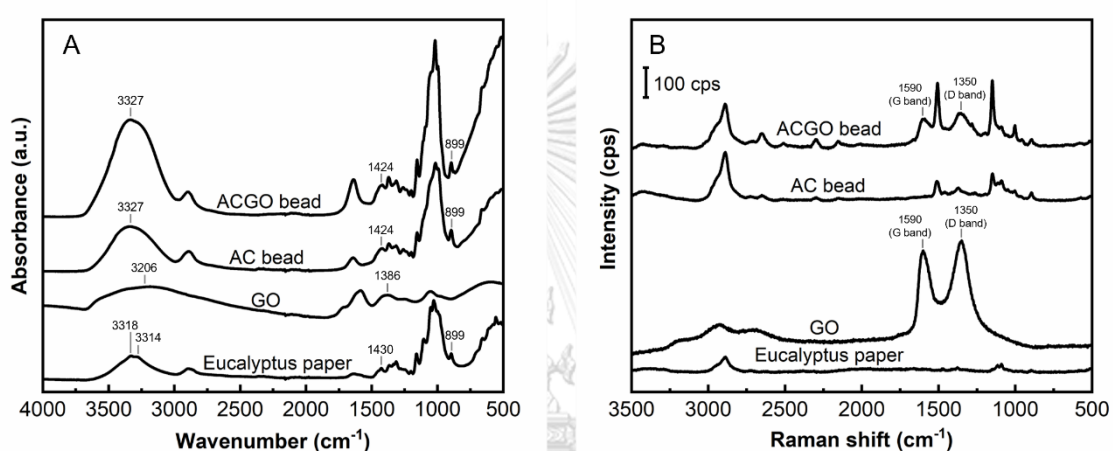 A
3327
ACGO bead
1424
899
3327
AC bead
1424
899
3206
GO
1386
3318
3314
Eucalyptus paper
1430
899
4000 3500 3000 2500 2000 1500 1000 500
Wavenumber (cm-1)
Absorbance (a.u.)
B
100 cps
1590
(G band)
1350
(D band)
ACGO bead
AC bead
1590
(G band)
1350
(D band)
GO
Eucalyptus paper
3500 3000 2500 2000 1500 1000 500
Raman shift (cm-1)
Intensity (cps)